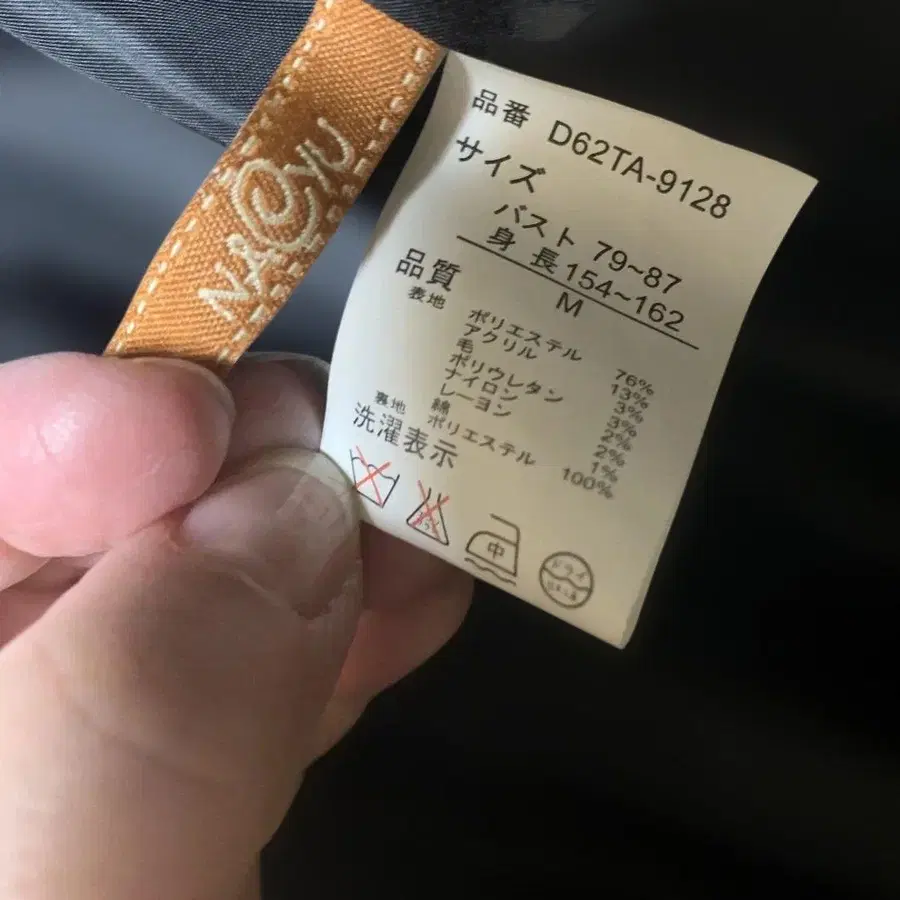 NACYU
品番 D62TA-9128
サイズ
バスト 79~87
身長 154~162
M
品質
表地 ポリエステル 76%
アクリル 13%
毛 3%
ポリウレタン 3%
ナイロン 2%
レーヨン 2%
綿 1%
裏地 ポリエステル 100%
洗濯表示
中
ドライ